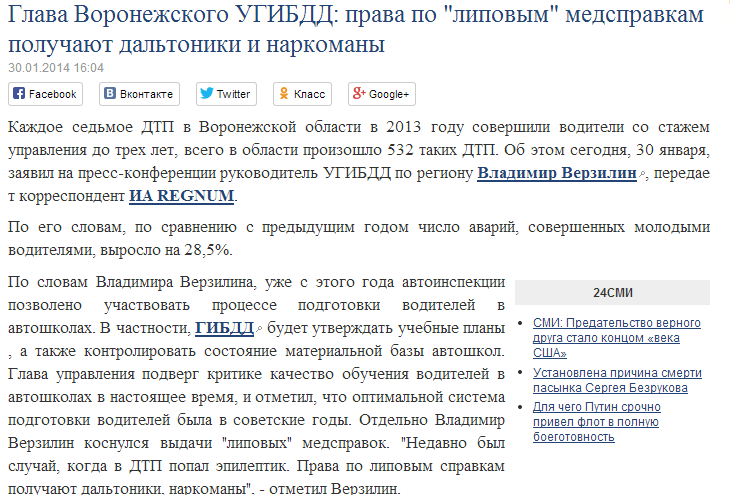 Глава Воронежского УГИБДД: права по "липовым" медсправкам
получают дальтоники и наркоманы
30.01.2014 16:04
Facebook Вконтакте Twitter Класс Google+
Каждое седьмое ДТП в Воронежской области в 2013 году совершили водители со стажем
управления до трех лет, всего в области произошло 532 таких ДТП. Об этом сегодня, 30 января,
заявил на пресс-конференции руководитель УГИБДД по региону Владимир Верзилин, передае
т корреспондент ИА REGNUM.
По его словам, по сравнению с предыдущим годом число аварий, совершенных молодыми
водителями, выросло на 28,5%.
По словам Владимира Верзилина, уже с этого года автоинспекции
позволено участвовать процессе подготовки водителей в
автошколах. В частности, ГИБДД будет утверждать учебные планы
, а также контролировать состояние материальной базы автошкол.
Глава управления подверг критике качество обучения водителей в
автошколах в настоящее время, и отметил, что оптимальной система
подготовки водителей была в советские годы. Отдельно Владимир
Верзилин коснулся выдачи "липовых" медсправок. "Недавно был
случай, когда в ДТП попал эпилептик. Права по липовым справкам
получают дальтоники, наркоманы", - отметил Верзилин.
24СМИ
СМИ: Предательство верного
друга стало концом «века
США»
Установлена причина смерти
пасынка Сергея Безрукова
Для чего Путин срочно
привел флот в полную
боеготовность